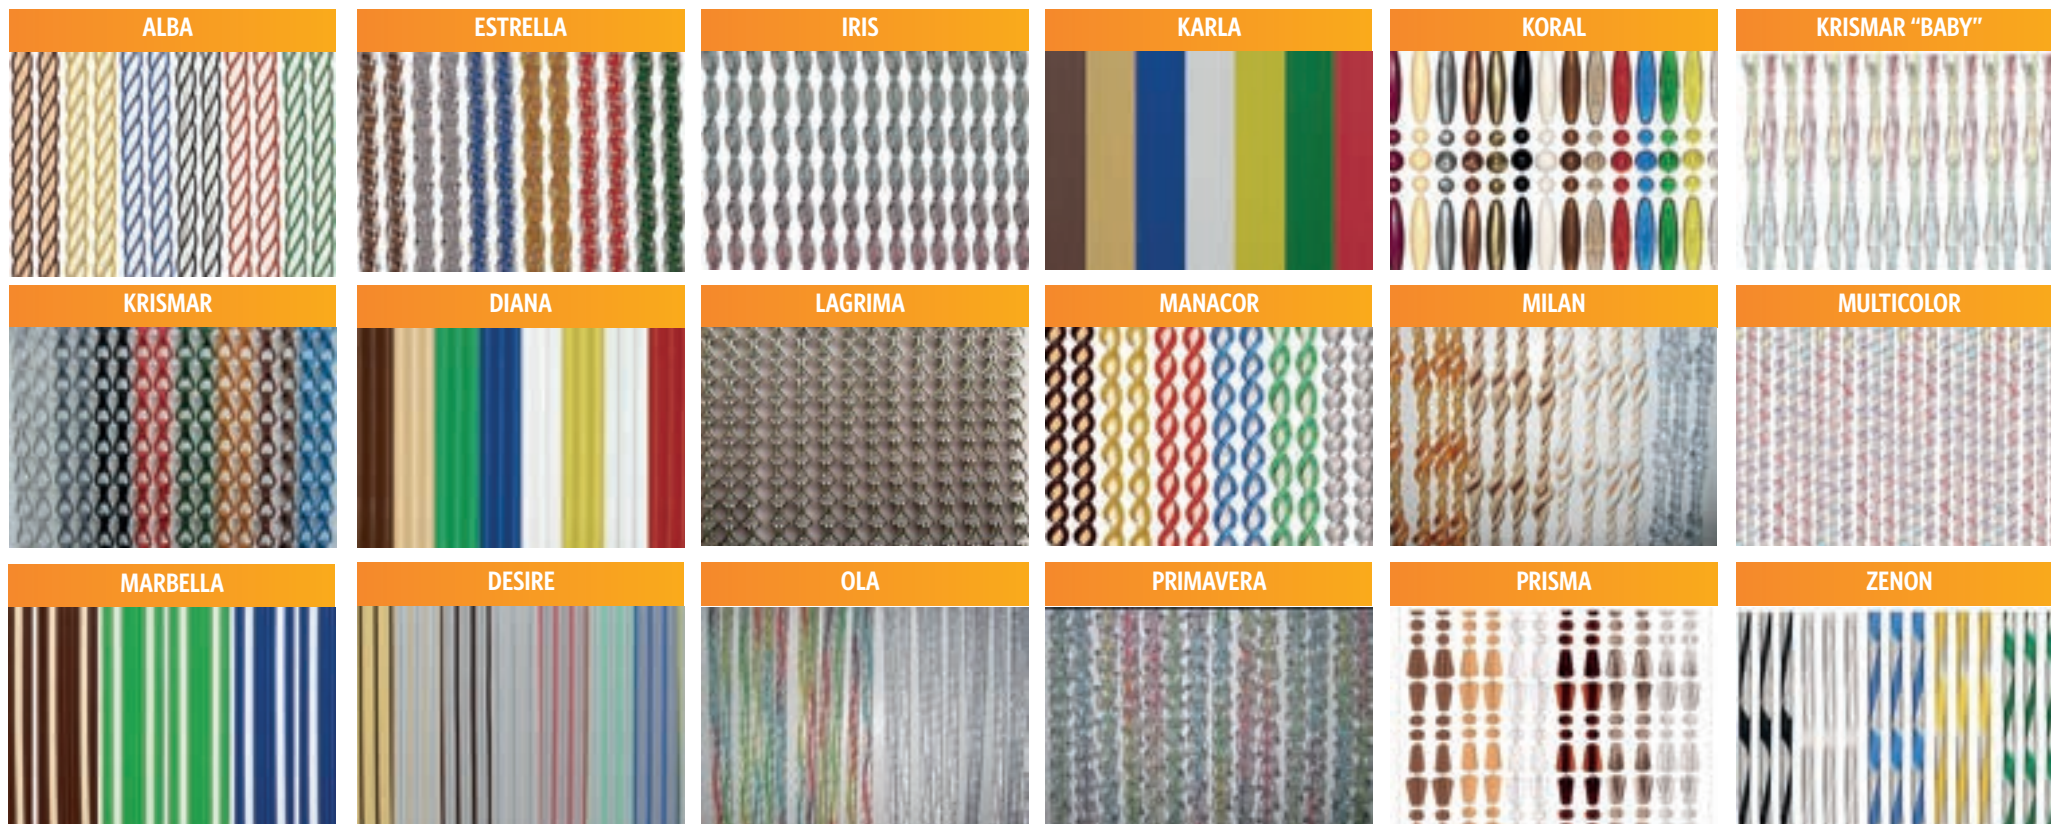 ALBA
ESTRELLA
IRIS
KARLA
KORAL
KRISMAR “BABY”
KRISMAR
DIANA
LAGRIMA
MANACOR
MILAN
MULTICOLOR
MARBELLA
DESIRE
OLA
PRIMAVERA
PRISMA
ZENON